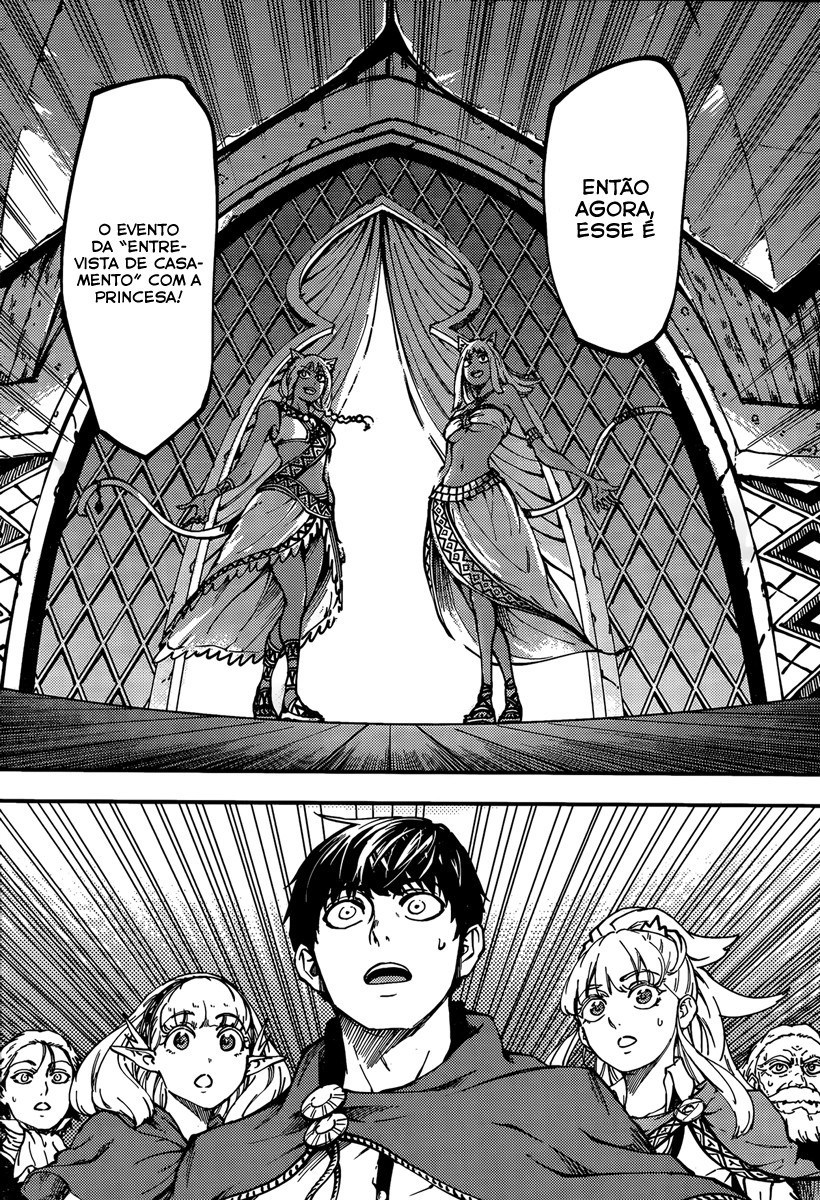 ENTÃO
AGORA,
ESSE É
O EVENTO
DA "ENTRE-
VISTA DE CASA-
MENTO" COM A
PRINCESA!